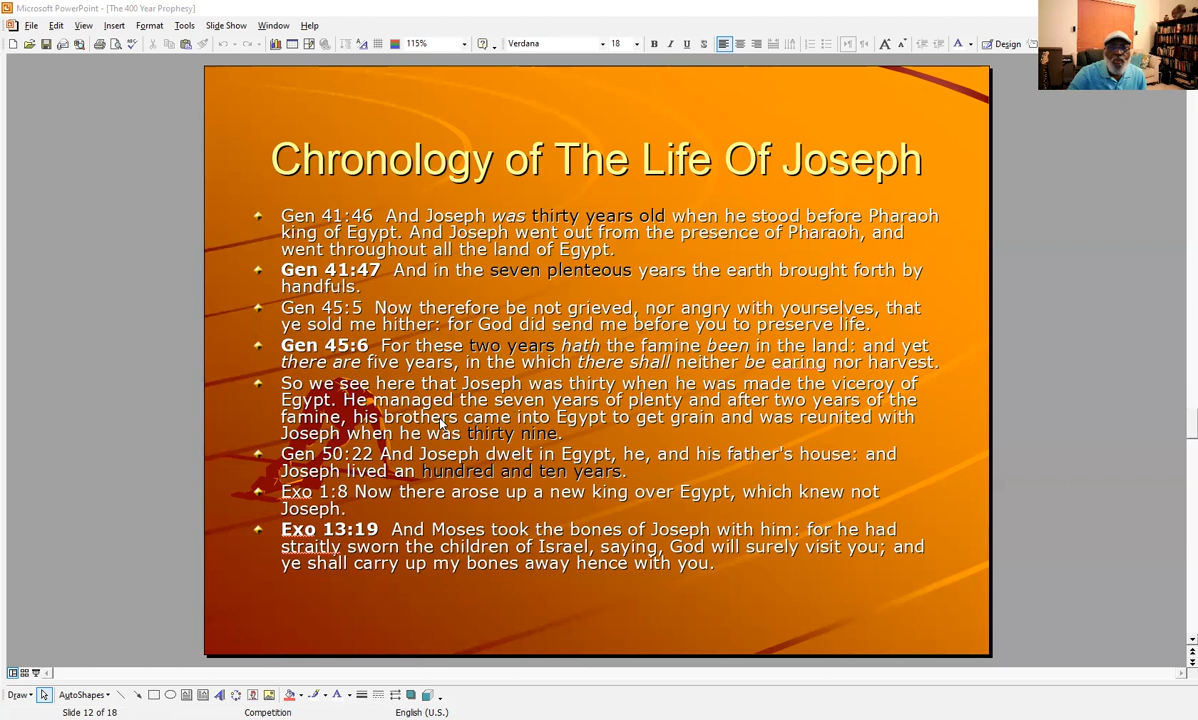 Microsoft PowerPoint - [The 400 Year Prophesy]
File Edit View Insert Format Tools Slide Show Window Help
115% Verdana 18 B I U S A A A Design
Chronology of The Life Of Joseph
Gen 41:46 And Joseph was thirty years old when he stood before Pharaoh
king of Egypt. And Joseph went out from the presence of Pharaoh, and
went throughout all the land of Egypt.
Gen 41:47 And in the seven plenteous years the earth brought forth by
handfuls.
Gen 45:5 Now therefore be not grieved, nor angry with yourselves, that
ye sold me hither: for God did send me before you to preserve life.
Gen 45:6 For these two years hath the famine been in the land: and yet
there are five years, in the which there shall neither be earing nor harvest.
So we see here that Joseph was thirty when he was made the viceroy of
Egypt. He managed the seven years of plenty and after two years of the
famine, his brothers came into Egypt to get grain and was reunited with
Joseph when he was thirty nine.
Gen 50:22 And Joseph dwelt in Egypt, he, and his father's house: and
Joseph lived an hundred and ten years.
Exo 1:8 Now there arose up a new king over Egypt, which knew not
Joseph.
Exo 13:19 And Moses took the bones of Joseph with him: for he had
straitly sworn the children of Israel, saying, God will surely visit you; and
ye shall carry up my bones away hence with you.
Draw AutoShapes
Slide 12 of 18 Competition English (U.S.)